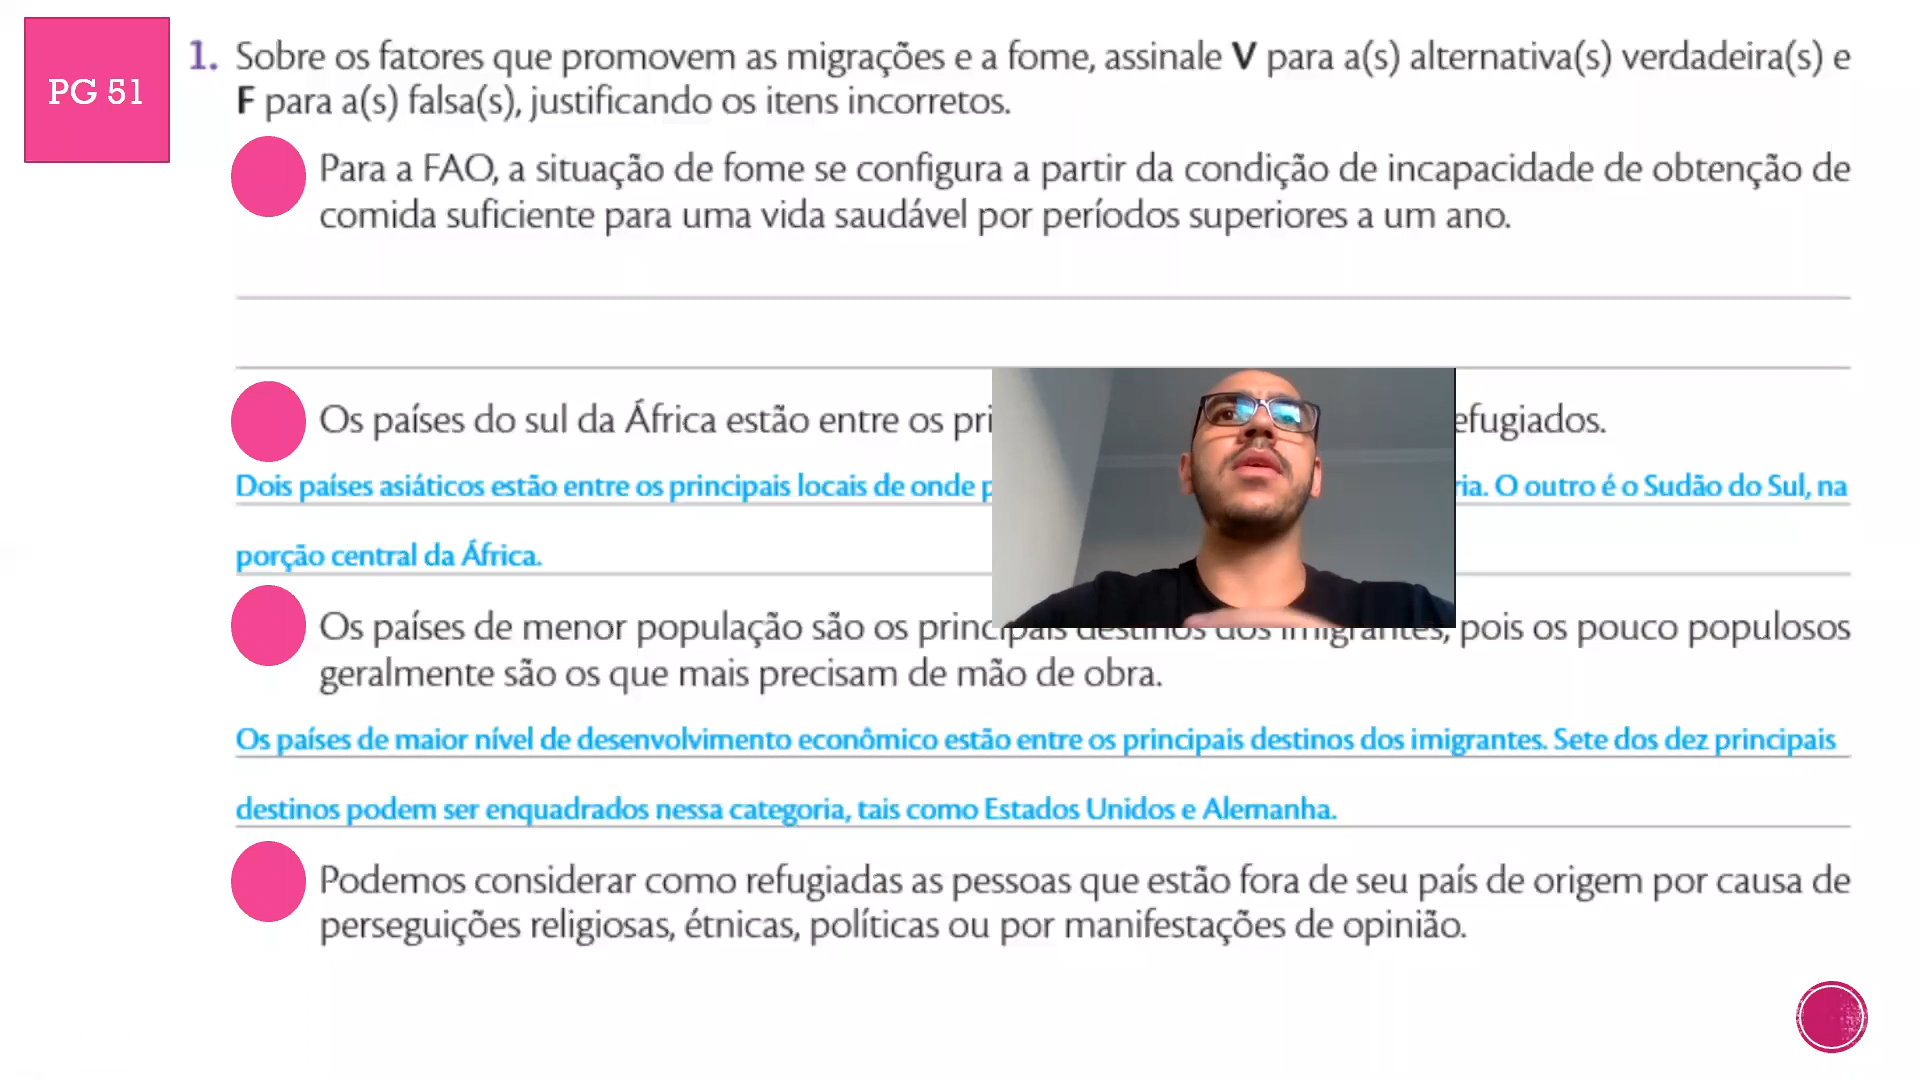 PG 51
1. Sobre os fatores que promovem as migrações e a fome, assinale V para a(s) alternativa(s) verdadeira(s) e
F para a(s) falsa(s), justificando os itens incorretos.
Para a FAO, a situação de fome se configura a partir da condição de incapacidade de obtenção de
comida suficiente para uma vida saudável por períodos superiores a um ano.
Os países do sul da África estão entre os
Dois países asiáticos estão entre os principais locais de onde O outro é o Sudão do Sul, na
porção central da África.
Os países de menor população são os principais destinos dos imigrantes, pois os pouco populosos
geralmente são os que mais precisam de mão de obra.
Os países de maior nível de desenvolvimento econômico estão entre os principais destinos dos imigrantes. Sete dos dez principais
destinos podem ser enquadrados nessa categoria, tais como Estados Unidos e Alemanha.
Podemos considerar como refugiadas as pessoas que estão fora de seu país de origem por causa de
perseguições religiosas, étnicas, políticas ou por manifestações de opinião.